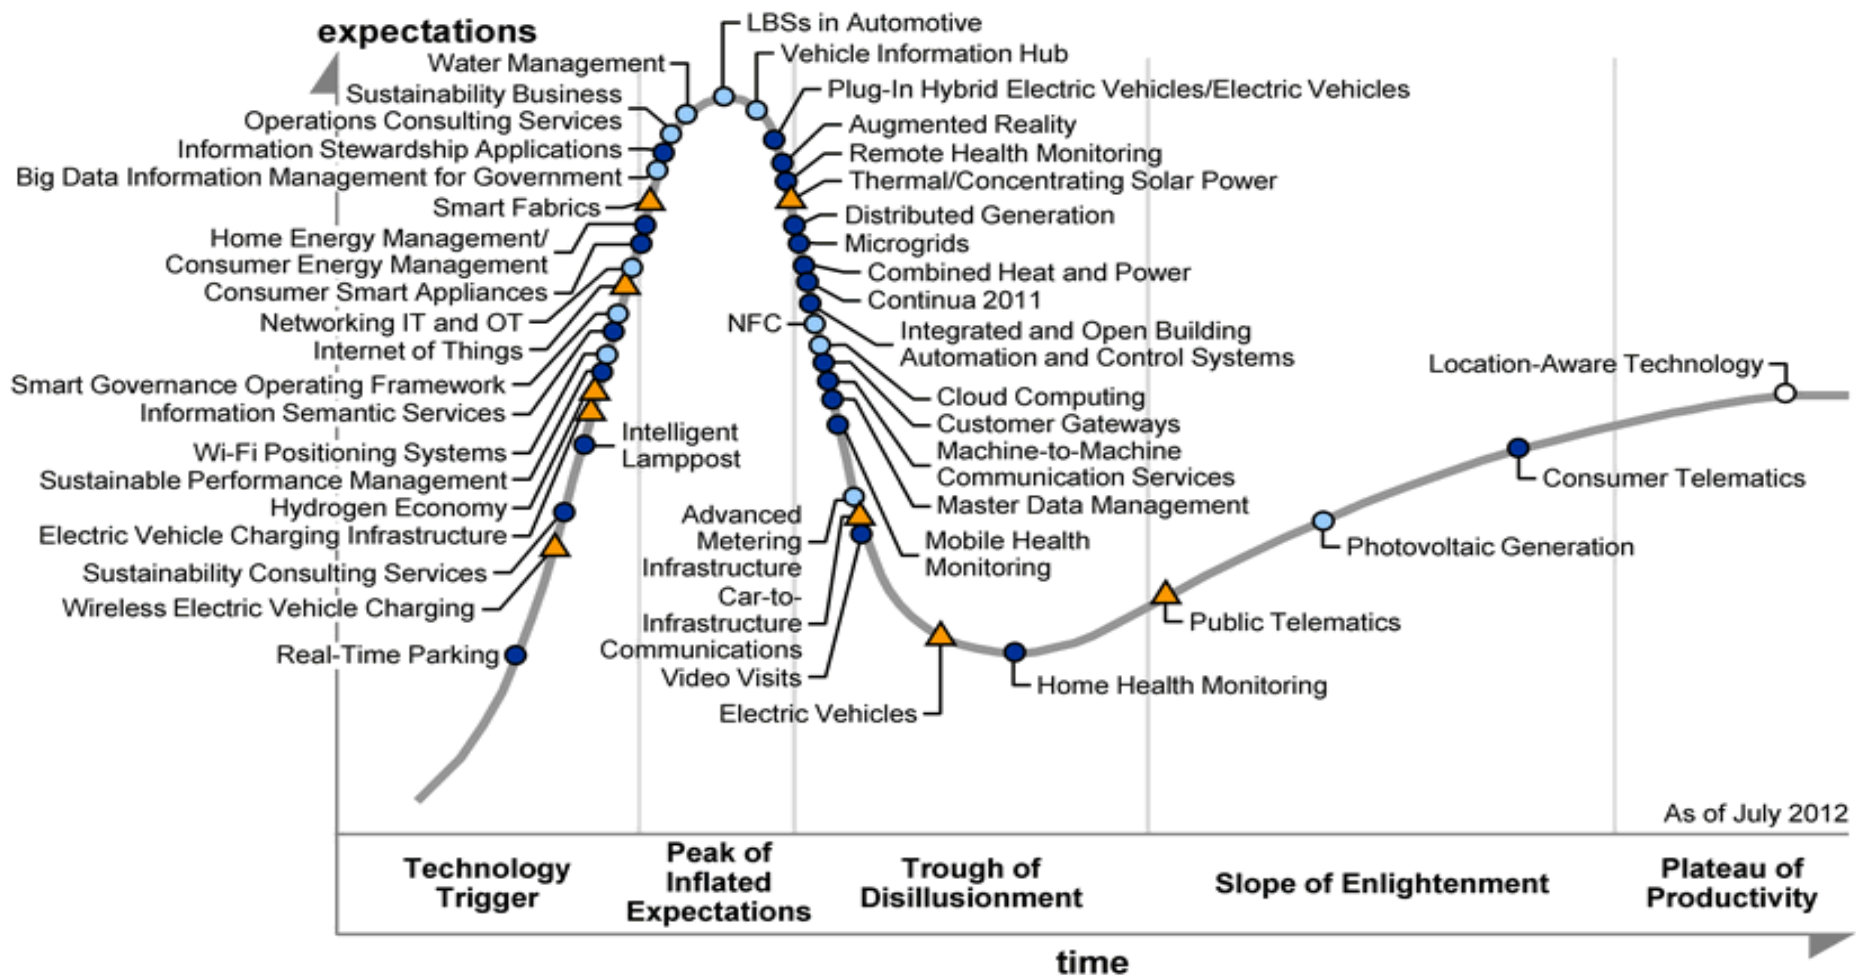 expectations
LBSs in Automotive
Vehicle Information Hub
Water Management
Plug-In Hybrid Electric Vehicles/Electric Vehicles
Sustainability Business
Operations Consulting Services
Augmented Reality
Information Stewardship Applications
Remote Health Monitoring
Big Data Information Management for Government
Thermal/Concentrating Solar Power
Smart Fabrics
Distributed Generation
Home Energy Management/
Consumer Energy Management
Microgrids
Combined Heat and Power
Consumer Smart Appliances
Continua 2011
Networking IT and OT
NFC
Integrated and Open Building
Automation and Control Systems
Internet of Things
Location-Aware Technology
Smart Governance Operating Framework
Cloud Computing
Information Semantic Services
Customer Gateways
Intelligent
Lamppost
Wi-Fi Positioning Systems
Machine-to-Machine
Communication Services
Sustainable Performance Management
Consumer Telematics
Hydrogen Economy
Master Data Management
Advanced
Metering
Infrastructure
Electric Vehicle Charging Infrastructure
Mobile Health
Monitoring
Photovoltaic Generation
Sustainability Consulting Services
Car-to-
Infrastructure
Communications
Wireless Electric Vehicle Charging
Public Telematics
Real-Time Parking
Video Visits
Home Health Monitoring
Electric Vehicles
As of July 2012
Technology
Trigger
Peak of
Inflated
Expectations
Trough of
Disillusionment
Slope of Enlightenment
Plateau of
Productivity
time